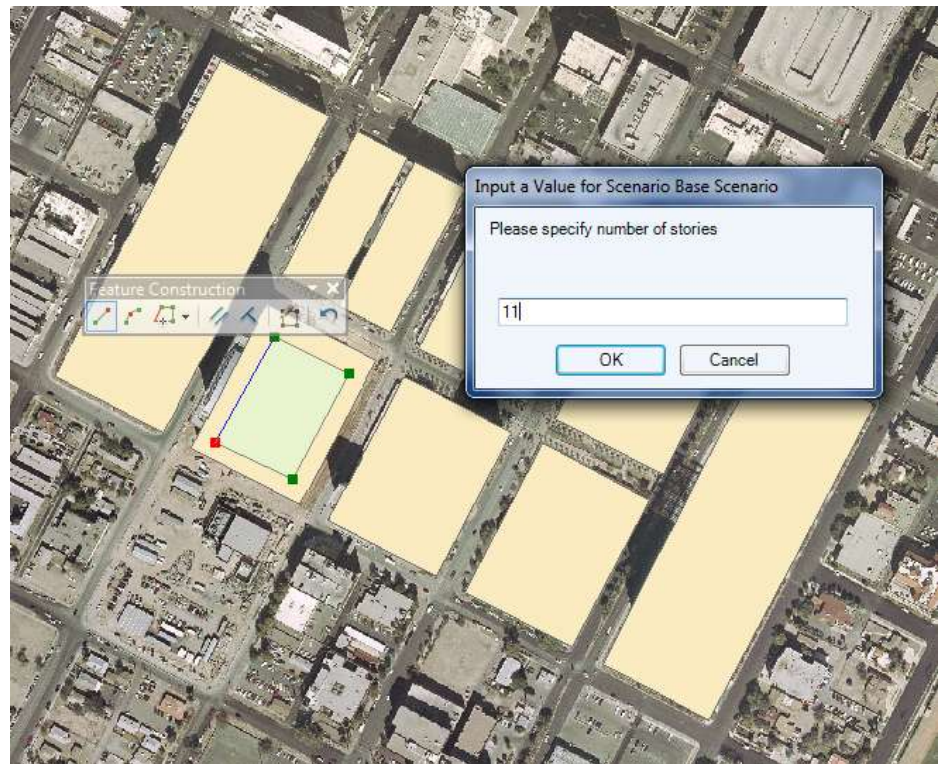 Input a Value for Scenario Base Scenario
Please specify number of stories
Feature Construction
11
OK
Cancel